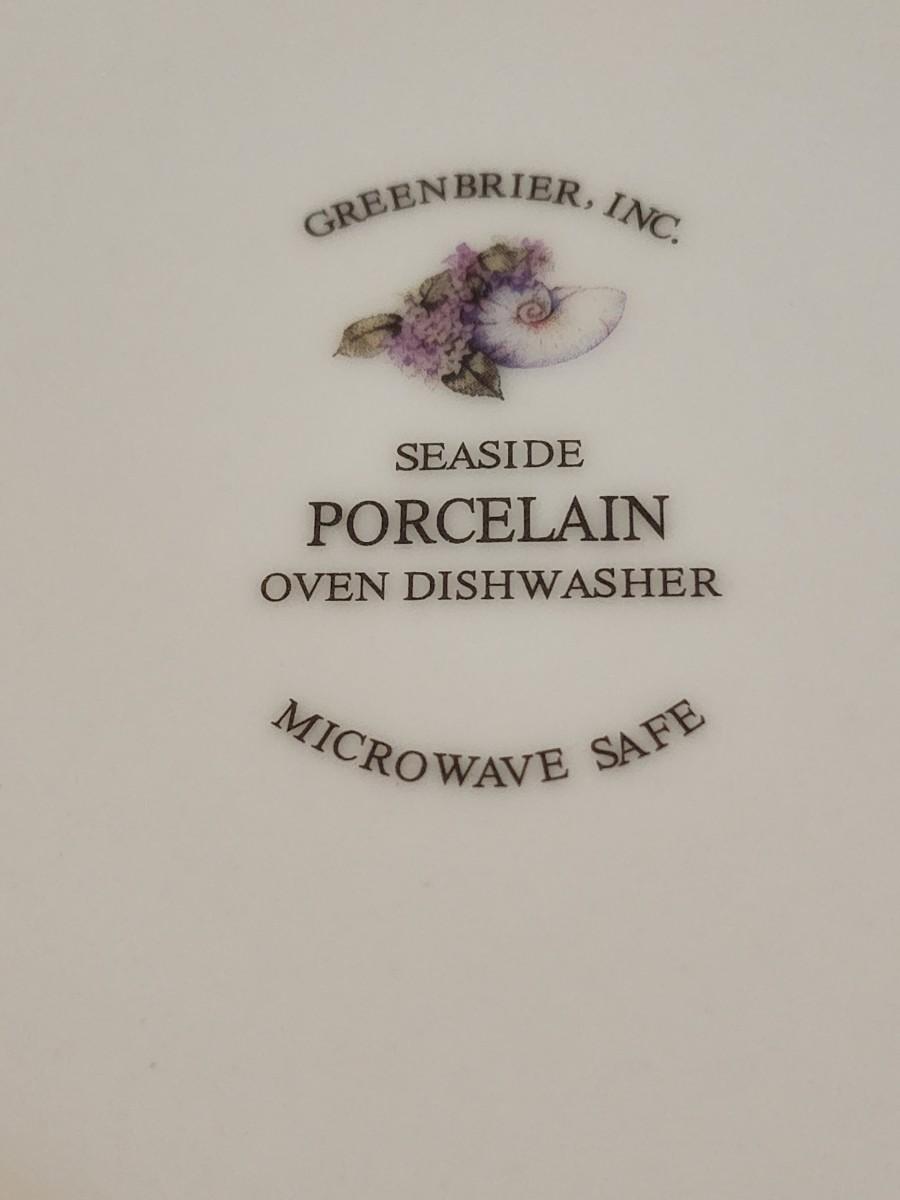 GREENBRIER, INC.
SEASIDE
PORCELAIN
OVEN DISHWASHER
MICROWAVE SAFE